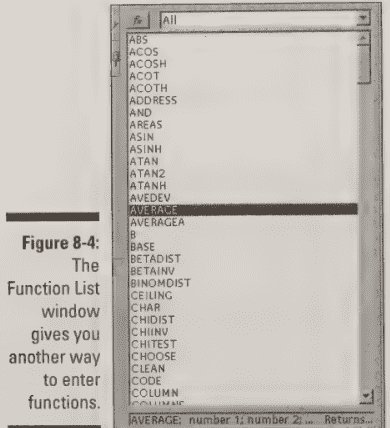 fx All
ABS
ACOS
ACOSH
ACOT
ACOTH
ADDRESS
AND
AREAS
ASIN
ASINH
ATAN
ATAN2
ATANH
AVEDEV
AVERAGE
AVERAGEA
B
BASE
BETADIST
BETAINV
BINOMDIST
CEILING
CHAR
CHIDIST
CHIINV
CHITEST
CHOOSE
CLEAN
CODE
COLUMN
COLUMNS
AVERAGE: number 1; number 2; ... Returns...
Figure 8-4:
The
Function List
window
gives you
another way
to enter
functions.